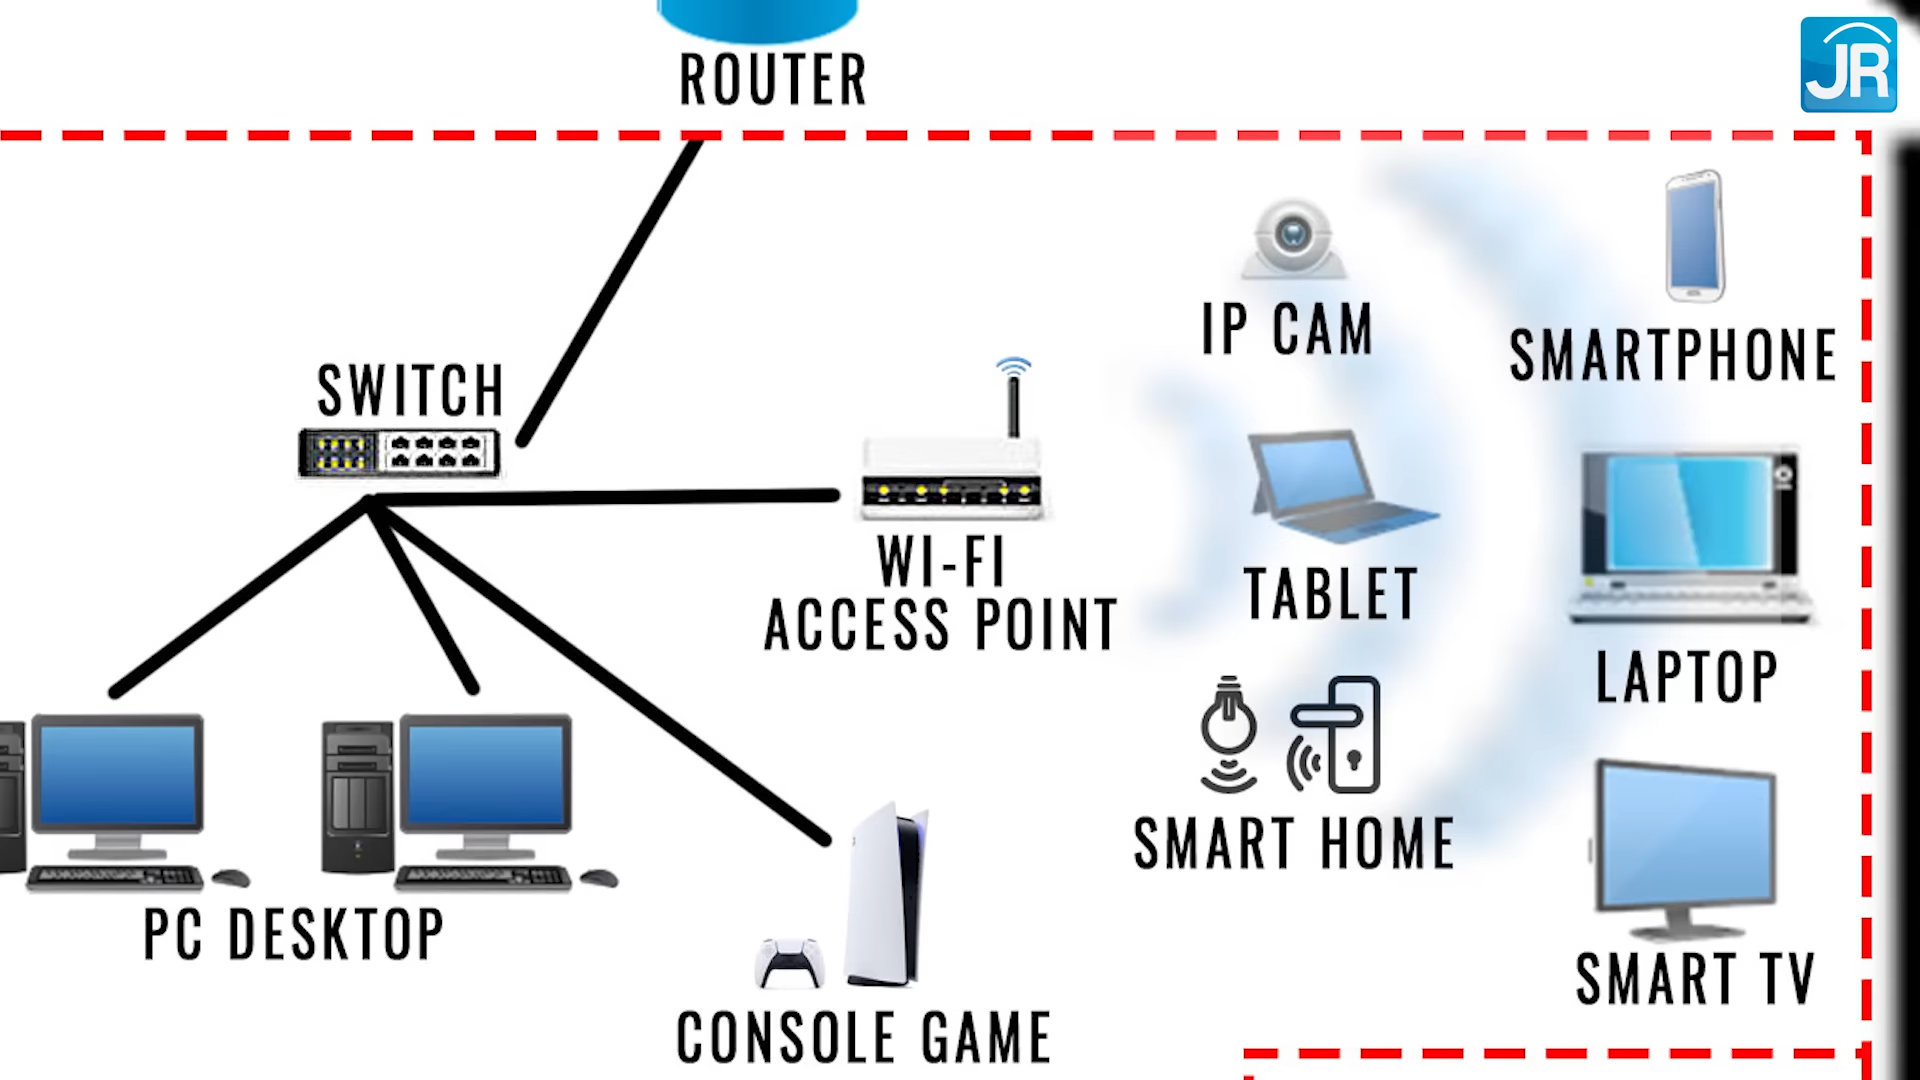 JR
ROUTER
SWITCH
IP CAM
SMARTPHONE
WI-FI
ACCESS POINT
TABLET
LAPTOP
SMART HOME
PC DESKTOP
SMART TV
CONSOLE GAME